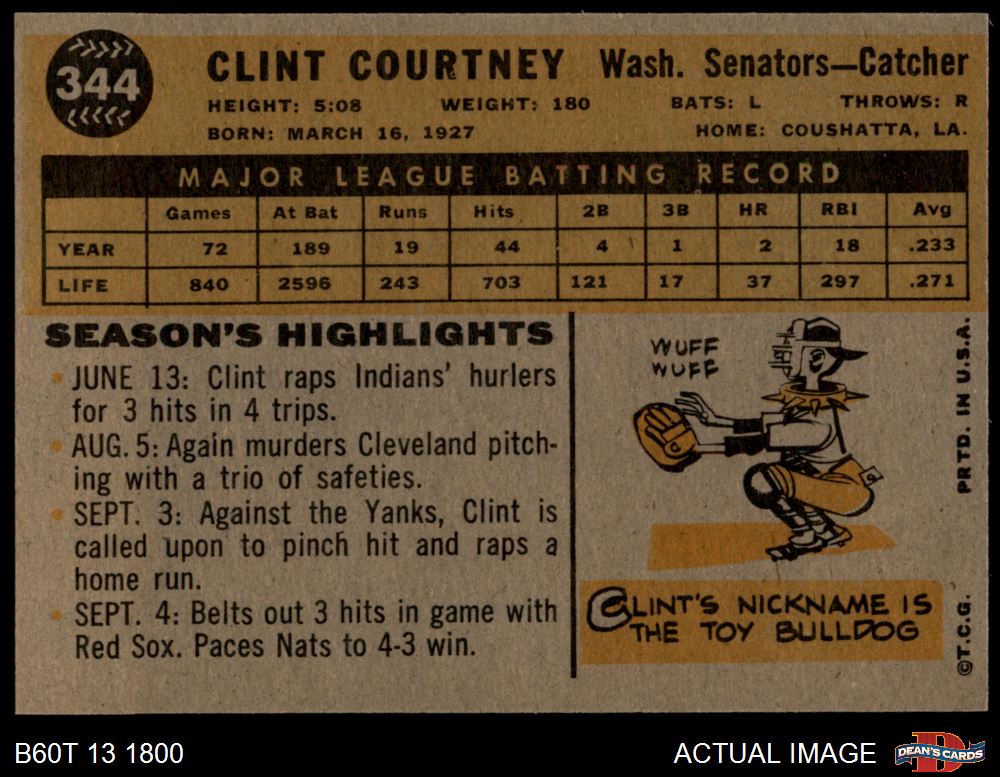 344
CLINT COURTNEY Wash. Senators—Catcher
HEIGHT: 5:08 WEIGHT: 180 BATS: L THROWS: R
BORN: MARCH 16, 1927 HOME: COUSHATTA, LA.
MAJOR LEAGUE BATTING RECORD
Games At Bat Runs Hits 2B 3B HR RBI Avg
YEAR 72 189 19 44 4 1 2 18 .233
LIFE 840 2596 243 703 121 17 37 297 .271
SEASON'S HIGHLIGHTS
JUNE 13: Clint raps Indians' hurlers
for 3 hits in 4 trips.
AUG. 5: Again murders Cleveland pitch-
ing with a trio of safeties.
SEPT. 3: Against the Yanks, Clint is
called upon to pinch hit and raps a
home run.
SEPT. 4: Belts out 3 hits in game with
Red Sox. Paces Nats to 4-3 win.
WUFF
WUFF
CLINT'S NICKNAME IS
THE TOY BULLDOG
PRTD. IN U.S.A.
©T.C.G.
B60T 13 1800
ACTUAL IMAGE
D
DEAN'S CARDS